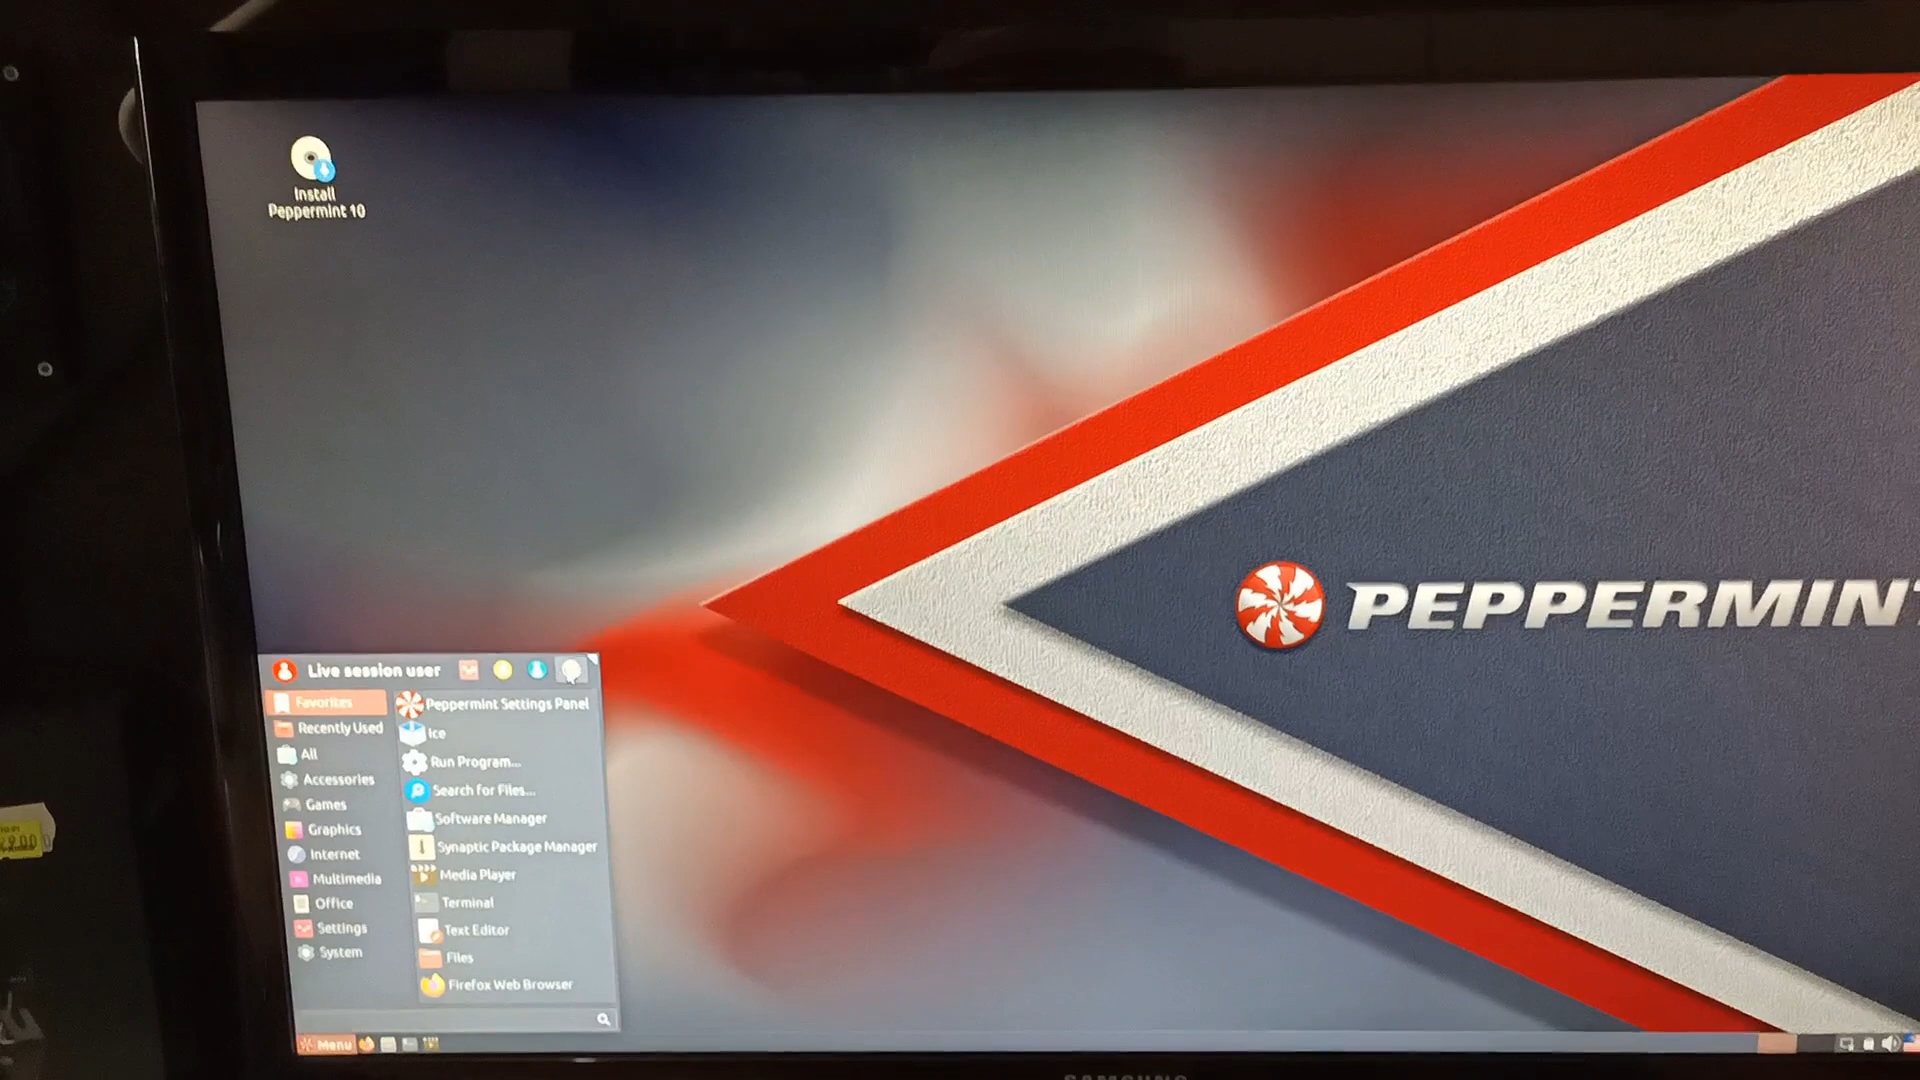 Install
Peppermint 10
PEPPERMINT
Live session user
Favorites
Recently Used
All
Accessories
Games
Graphics
Internet
Multimedia
Office
Settings
System
Peppermint Settings Panel
Ice
Run Program...
Search for Files...
Software Manager
Synaptic Package Manager
Media Player
Terminal
Text Editor
Files
Firefox Web Browser
Menu
SAMSUNG